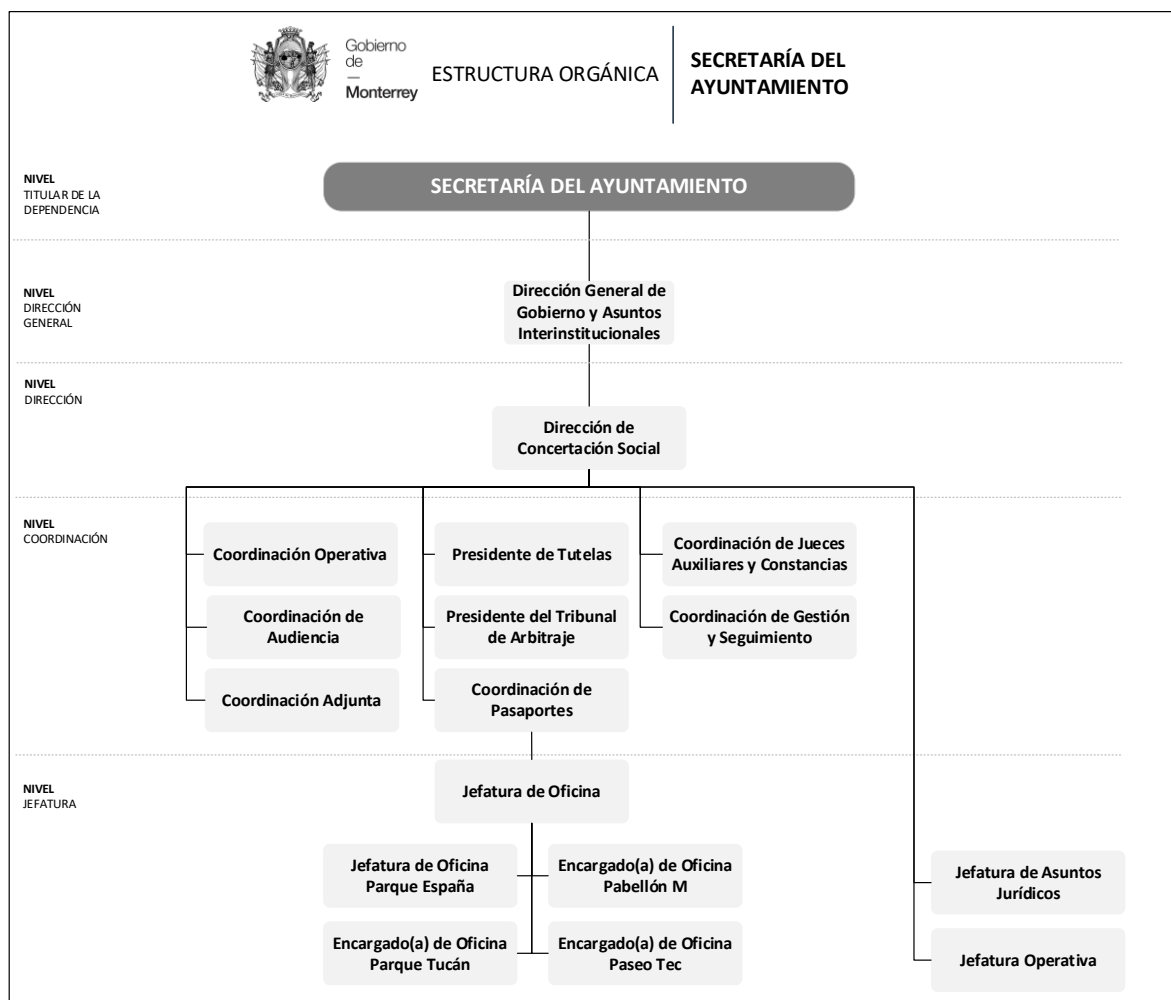 Gobierno
de
—
Monterrey
ESTRUCTURA ORGÁNICA
SECRETARÍA DEL
AYUNTAMIENTO
NIVEL
TITULAR DE LA
DEPENDENCIA
SECRETARÍA DEL AYUNTAMIENTO
NIVEL
DIRECCIÓN
GENERAL
Dirección General de
Gobierno y Asuntos
Interinstitucionales
NIVEL
DIRECCIÓN
Dirección de
Concertación Social
NIVEL
COORDINACIÓN
Coordinación Operativa
Presidente de Tutelas
Coordinación de Jueces
Auxiliares y Constancias
Coordinación de
Audiencia
Presidente del Tribunal
de Arbitraje
Coordinación de Gestión
y Seguimiento
Coordinación Adjunta
Coordinación de
Pasaportes
NIVEL
JEFATURA
Jefatura de Oficina
Jefatura de Oficina
Parque España
Encargado(a) de Oficina
Pabellón M
Jefatura de Asuntos
Jurídicos
Encargado(a) de Oficina
Parque Tucán
Encargado(a) de Oficina
Paseo Tec
Jefatura Operativa